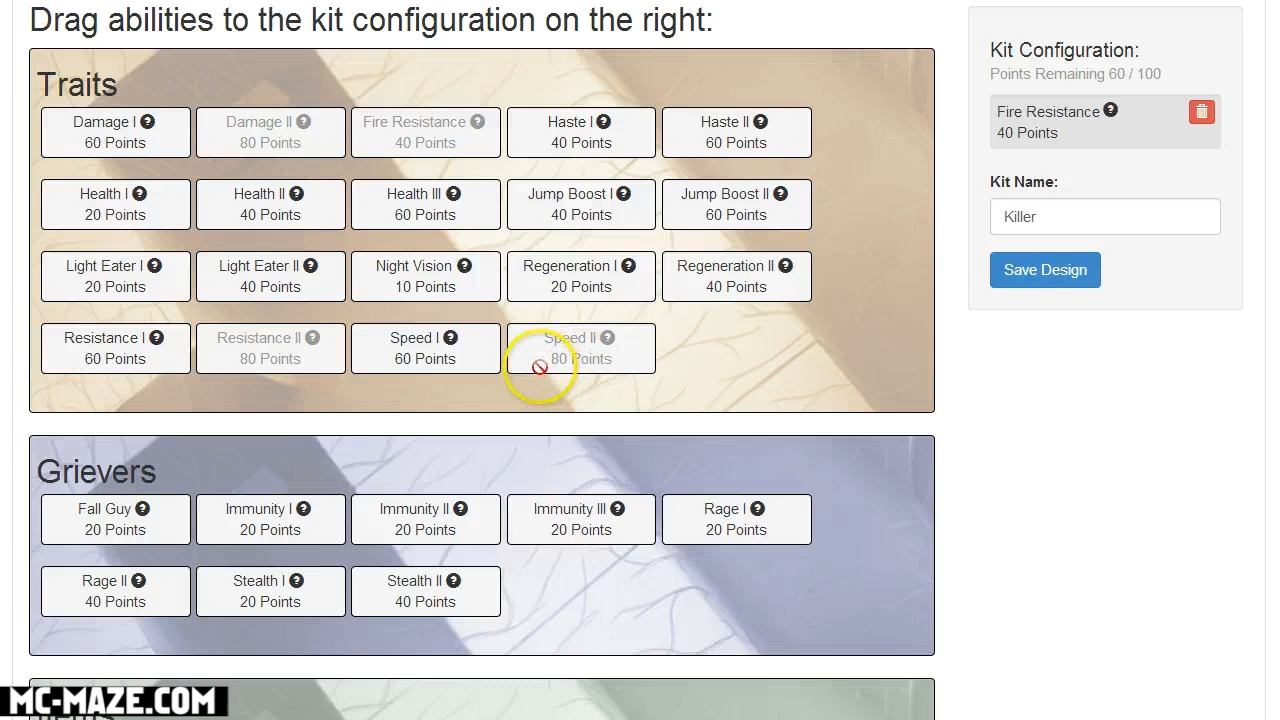 Drag abilities to the kit configuration on the right:
Traits
Damage I
60 Points
Damage II
80 Points
Fire Resistance
40 Points
Haste I
40 Points
Haste II
60 Points
Health I
20 Points
Health II
40 Points
Health III
60 Points
Jump Boost I
40 Points
Jump Boost II
60 Points
Light Eater I
20 Points
Light Eater II
40 Points
Night Vision
10 Points
Regeneration I
20 Points
Regeneration II
40 Points
Resistance I
60 Points
Resistance II
80 Points
Speed I
60 Points
Speed II
80 Points
Grievers
Fall Guy
20 Points
Immunity I
20 Points
Immunity II
20 Points
Immunity III
20 Points
Rage I
20 Points
Rage II
40 Points
Stealth I
20 Points
Stealth II
40 Points
Kit Configuration:
Points Remaining 60 / 100
Fire Resistance
40 Points
Kit Name:
Killer
Save Design
MC-MAZE.COM